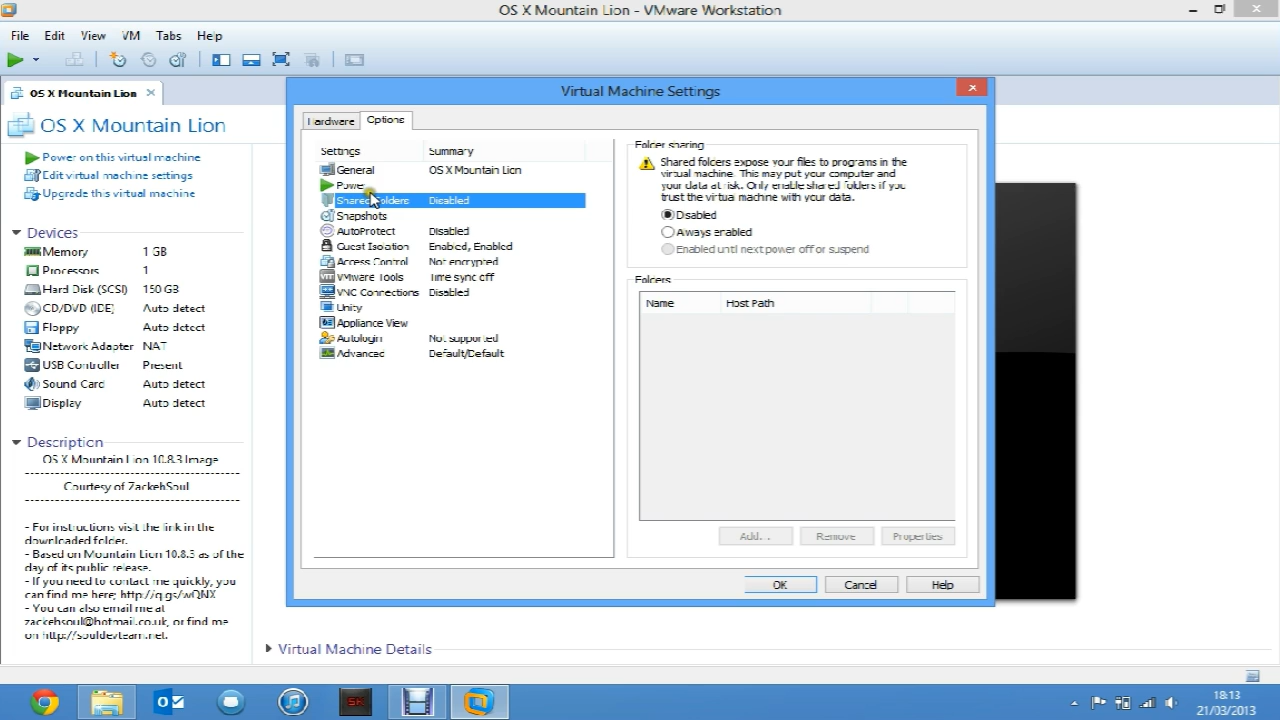 OS X Mountain Lion - VMware Workstation
File Edit View VM Tabs Help
OS X Mountain Lion
OS X Mountain Lion
Power on this virtual machine
Edit virtual machine settings
Upgrade this virtual machine
Devices
Memory 1 GB
Processors 1
Hard Disk (SCSI) 150 GB
CD/DVD (IDE) Auto detect
Floppy Auto detect
Network Adapter NAT
USB Controller Present
Sound Card Auto detect
Display Auto detect
Description
OS X Mountain Lion 10.8.3 Image
----------------------------------------
Courtesy of ZackehSoul
----------------------------------------
- For instructions visit the link in the
downloaded folder.
- Based on Mountain Lion 10.8.3 as of the
day of its public release.
- If you need to contact me quickly, you
can find me here; http://q.gs/wQNX
- You can also email me at
zackehsoul@hotmail.co.uk, or find me
on http://souldevteam.net.
Virtual Machine Settings
Hardware Options
Settings Summary
General OS X Mountain Lion
Power
Shared Folders Disabled
Snapshots
AutoProtect Disabled
Guest Isolation Enabled, Enabled
Access Control Not encrypted
VMware Tools Time sync off
VNC Connections Disabled
Unity
Appliance View
Autologin Not supported
Advanced Default/Default
Folder sharing
Shared folders expose your files to programs in the
virtual machine. This may put your computer and
your data at risk. Only enable shared folders if you
trust the virtual machine with your data.
Disabled
Always enabled
Enabled until next power off or suspend
Folders
Name Host Path
Add... Remove Properties
OK Cancel Help
Virtual Machine Details
18:13
21/03/2013